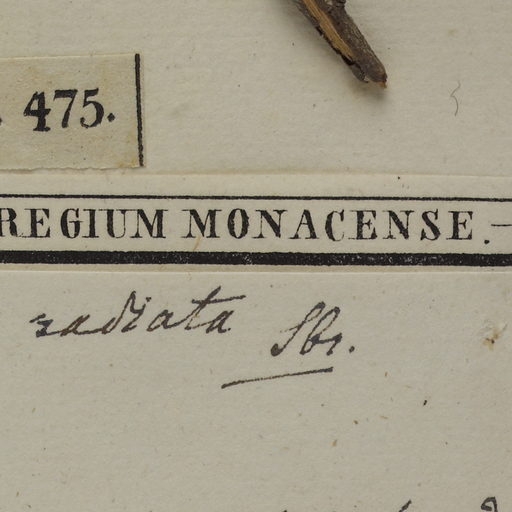 . 475.
REGIUM MONACENSE.—
radiata Sbr.